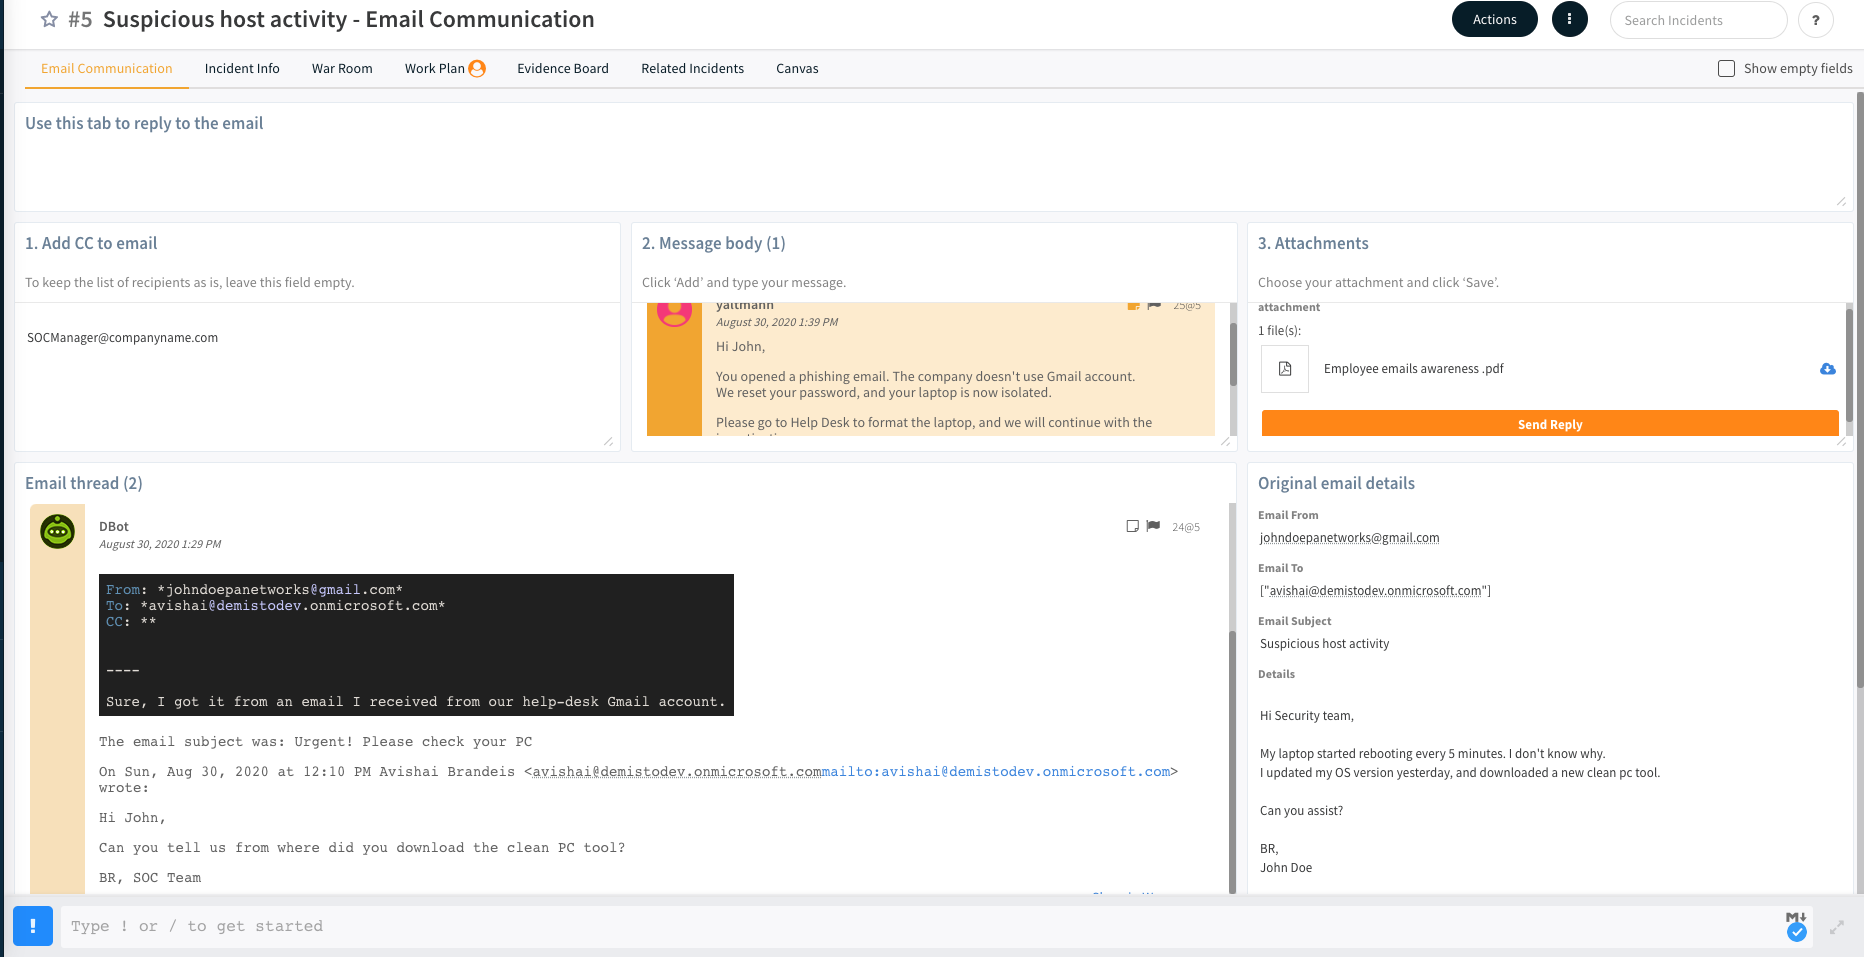 #5 Suspicious host activity - Email Communication
Actions
Search Incidents
?
Email Communication
Incident Info
War Room
Work Plan
Evidence Board
Related Incidents
Canvas
Show empty fields
Use this tab to reply to the email
1. Add CC to email
To keep the list of recipients as is, leave this field empty.
SOCManager@companyname.com
2. Message body (1)
Click ‘Add’ and type your message.
yaltmann
25@5
August 30, 2020 1:39 PM
Hi John,
You opened a phishing email. The company doesn't use Gmail account.
We reset your password, and your laptop is now isolated.
Please go to Help Desk to format the laptop, and we will continue with the
3. Attachments
Choose your attachment and click ‘Save’.
attachment
1 file(s):
Employee emails awareness .pdf
Send Reply
Email thread (2)
DBot
24@5
August 30, 2020 1:29 PM
From: *johndoepanetworks@gmail.com*
To: *avishai@demistodev.onmicrosoft.com*
CC: **
----
Sure, I got it from an email I received from our help-desk Gmail account.
The email subject was: Urgent! Please check your PC
On Sun, Aug 30, 2020 at 12:10 PM Avishai Brandeis <avishai@demistodev.onmicrosoft.commailto:avishai@demistodev.onmicrosoft.com>
wrote:
Hi John,
Can you tell us from where did you download the clean PC tool?
BR, SOC Team
Original email details
Email From
johndoepanetworks@gmail.com
Email To
["avishai@demistodev.onmicrosoft.com"]
Email Subject
Suspicious host activity
Details
Hi Security team,
My laptop started rebooting every 5 minutes. I don't know why.
I updated my OS version yesterday, and downloaded a new clean pc tool.
Can you assist?
BR,
John Doe
!
Type ! or / to get started
M↓